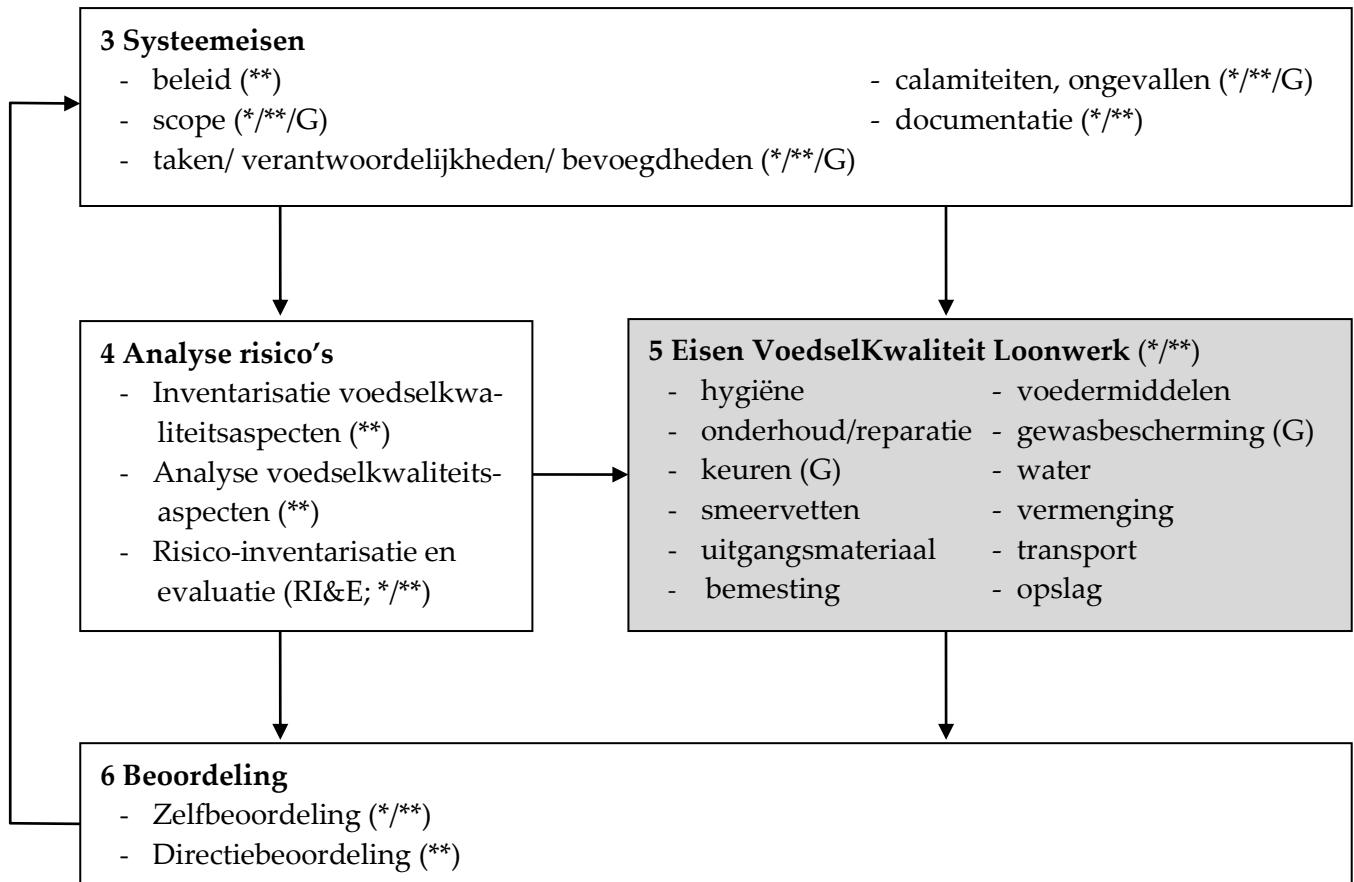 3 Systeemeisen
- beleid (**)
- scope (*/**/G)
- taken/ verantwoordelijkheden/ bevoegdheden (*/**/G)
- calamiteiten, ongevallen (*/**/G)
- documentatie (*/**)
4 Analyse risico’s
- Inventarisatie voedselkwa-
liteitsaspecten (**)
- Analyse voedselkwaliteits-
aspecten (**)
- Risico-inventarisatie en
evaluatie (RI&E; */**)
5 Eisen VoedselKwaliteit Loonwerk (*/**)
- hygiëne
- onderhoud/reparatie
- keuren (G)
- smeervetten
- uitgangsmateriaal
- bemesting
- voedermiddelen
- gewasbescherming (G)
- water
- vermenging
- transport
- opslag
6 Beoordeling
- Zelfbeoordeling (*/**)
- Directiebeoordeling (**)